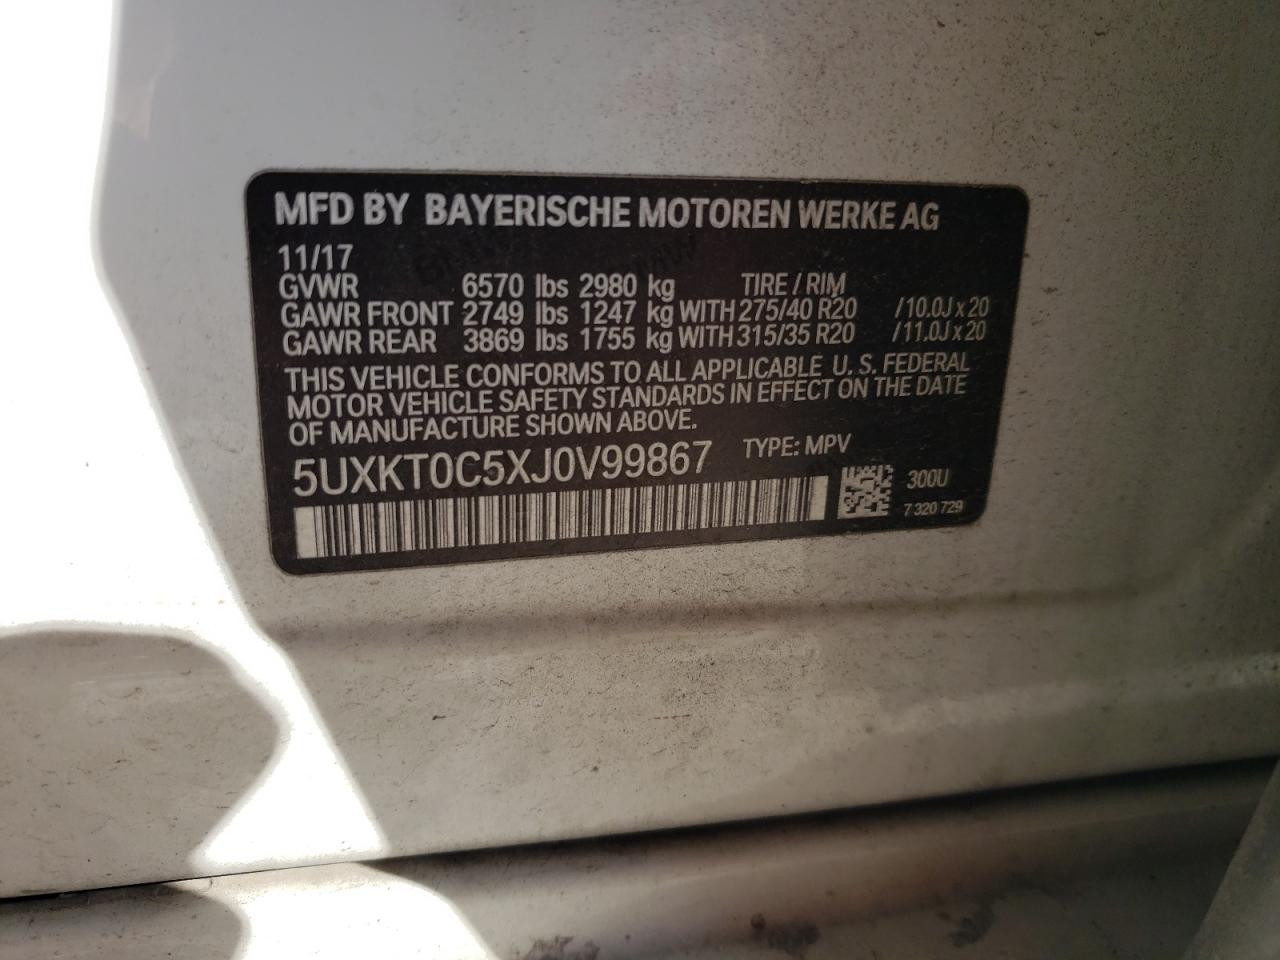 MFD BY BAYERISCHE MOTOREN WERKE AG
11/17
GVWR 6570 lbs 2980 kg TIRE / RIM
GAWR FRONT 2749 lbs 1247 kg WITH 275/40 R20 / 10.0J x 20
GAWR REAR 3869 lbs 1755 kg WITH 315/35 R20 / 11.0J x 20
THIS VEHICLE CONFORMS TO ALL APPLICABLE U. S. FEDERAL
MOTOR VEHICLE SAFETY STANDARDS IN EFFECT ON THE DATE
OF MANUFACTURE SHOWN ABOVE.
5UXKT0C5XJ0V99867 TYPE: MPV
300U
7 320 729